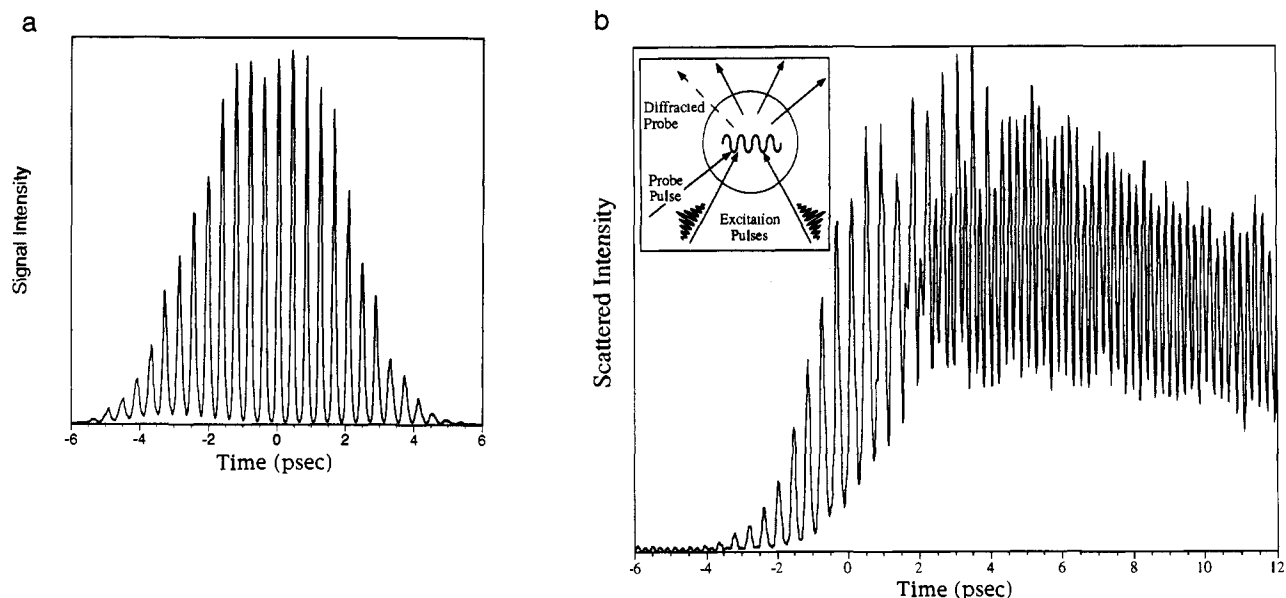 a
Signal Intensity
-6
-4
-2
0
2
4
6
Time (psec)
b
Scattered Intensity
Diffracted
Probe
Probe
Pulse
Excitation
Pulses
-6
-4
-2
0
2
4
6
8
10
12
Time (psec)